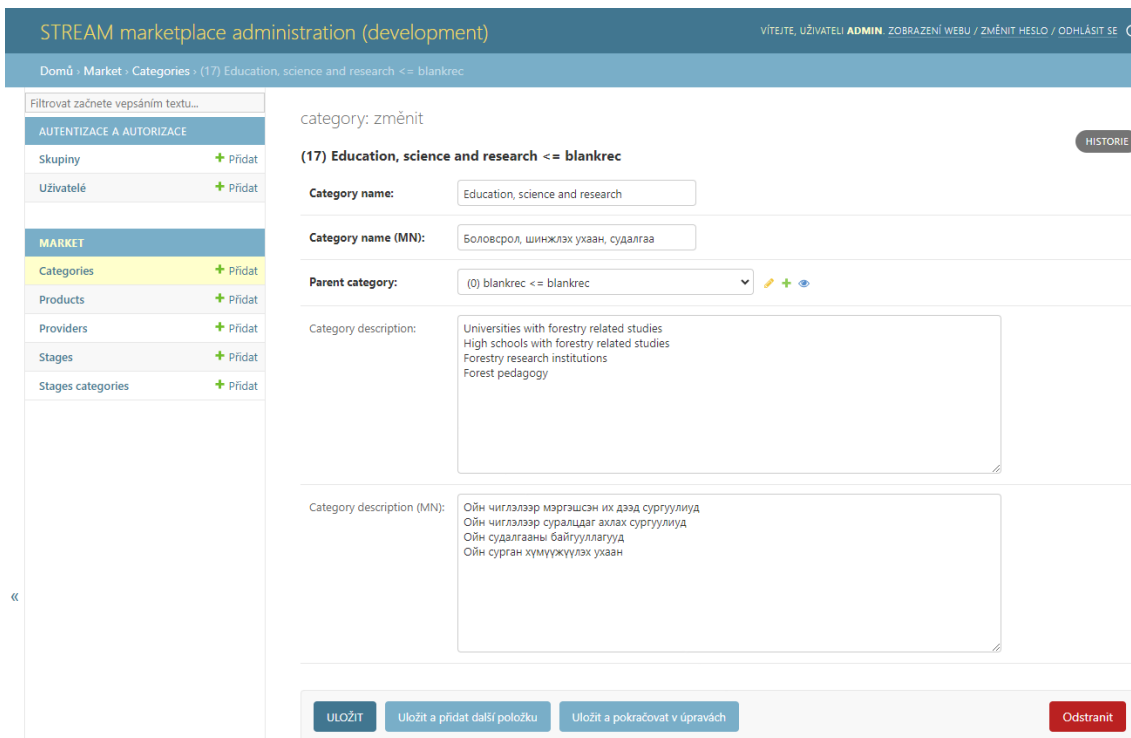 STREAM marketplace administration (development)
VÍTEJTE, UŽIVATELI ADMIN. ZOBRAZENÍ WEBU / ZMĚNIT HESLO / ODHLÁSIT SE
Domů › Market › Categories › (17) Education, science and research <= blankrec
Filtrovat začnete vepsáním textu...
AUTENTIZACE A AUTORIZACE
Skupiny + Přidat
Uživatelé + Přidat
MARKET
Categories + Přidat
Products + Přidat
Providers + Přidat
Stages + Přidat
Stages categories + Přidat
«
category: změnit
HISTORIE
(17) Education, science and research <= blankrec
Category name: Education, science and research
Category name (MN): Боловсрол, шинжлэх ухаан, судалгаа
Parent category: (0) blankrec <= blankrec
Category description: Universities with forestry related studies
High schools with forestry related studies
Forestry research institutions
Forest pedagogy
Category description (MN): Ойн чиглэлээр мэргэшсэн их дээд сургуулиуд
Ойн чиглэлээр суралцдаг ахлах сургуулиуд
Ойн судалгааны байгууллагууд
Ойн сурган хүмүүжүүлэх ухаан
ULOŽIT Uložit a přidat další položku Uložit a pokračovat v úpravách Odstranit